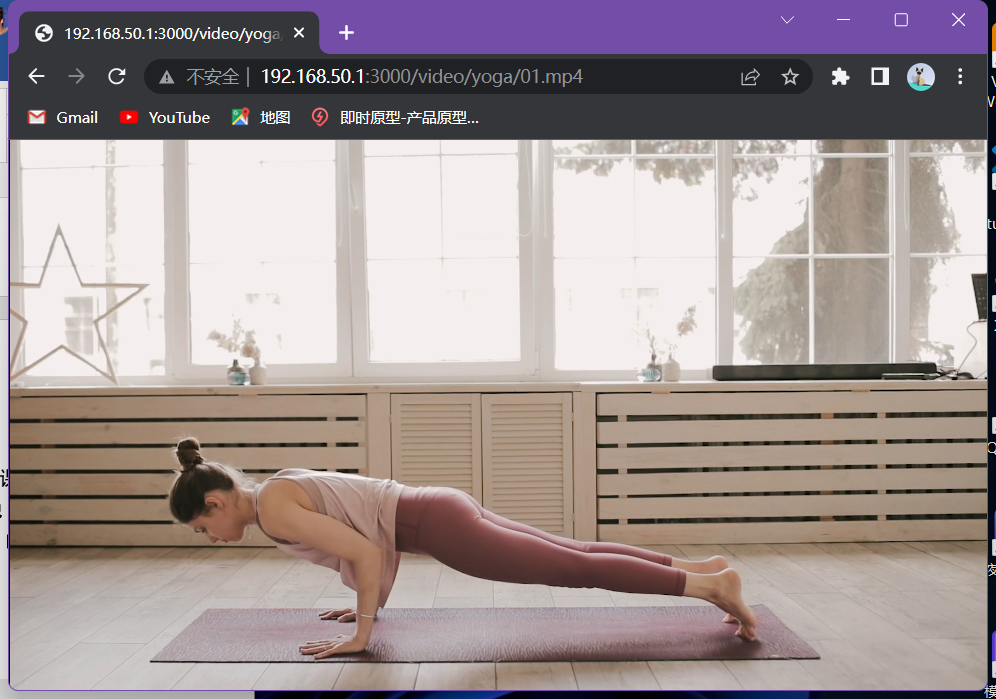 192.168.50.1:3000/video/yoga
不安全 192.168.50.1:3000/video/yoga/01.mp4
Gmail YouTube 地图 即时原型-产品原型...